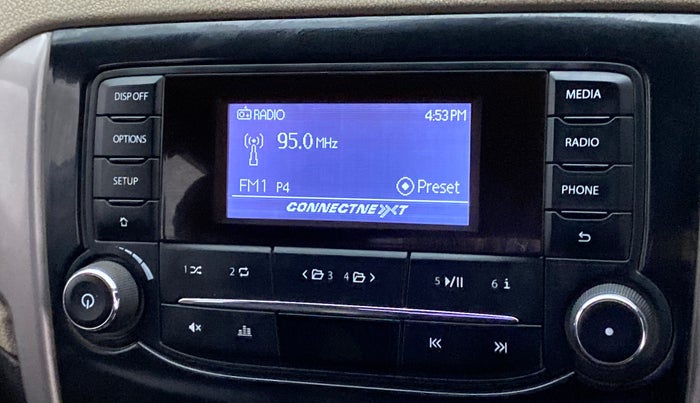 DISP OFF
OPTIONS
SETUP
RADIO 4:53 PM
95.0 MHz
FM1 P4 Preset
CONNECTNEXT
MEDIA
RADIO
PHONE
1 2 3 4 5 6 i